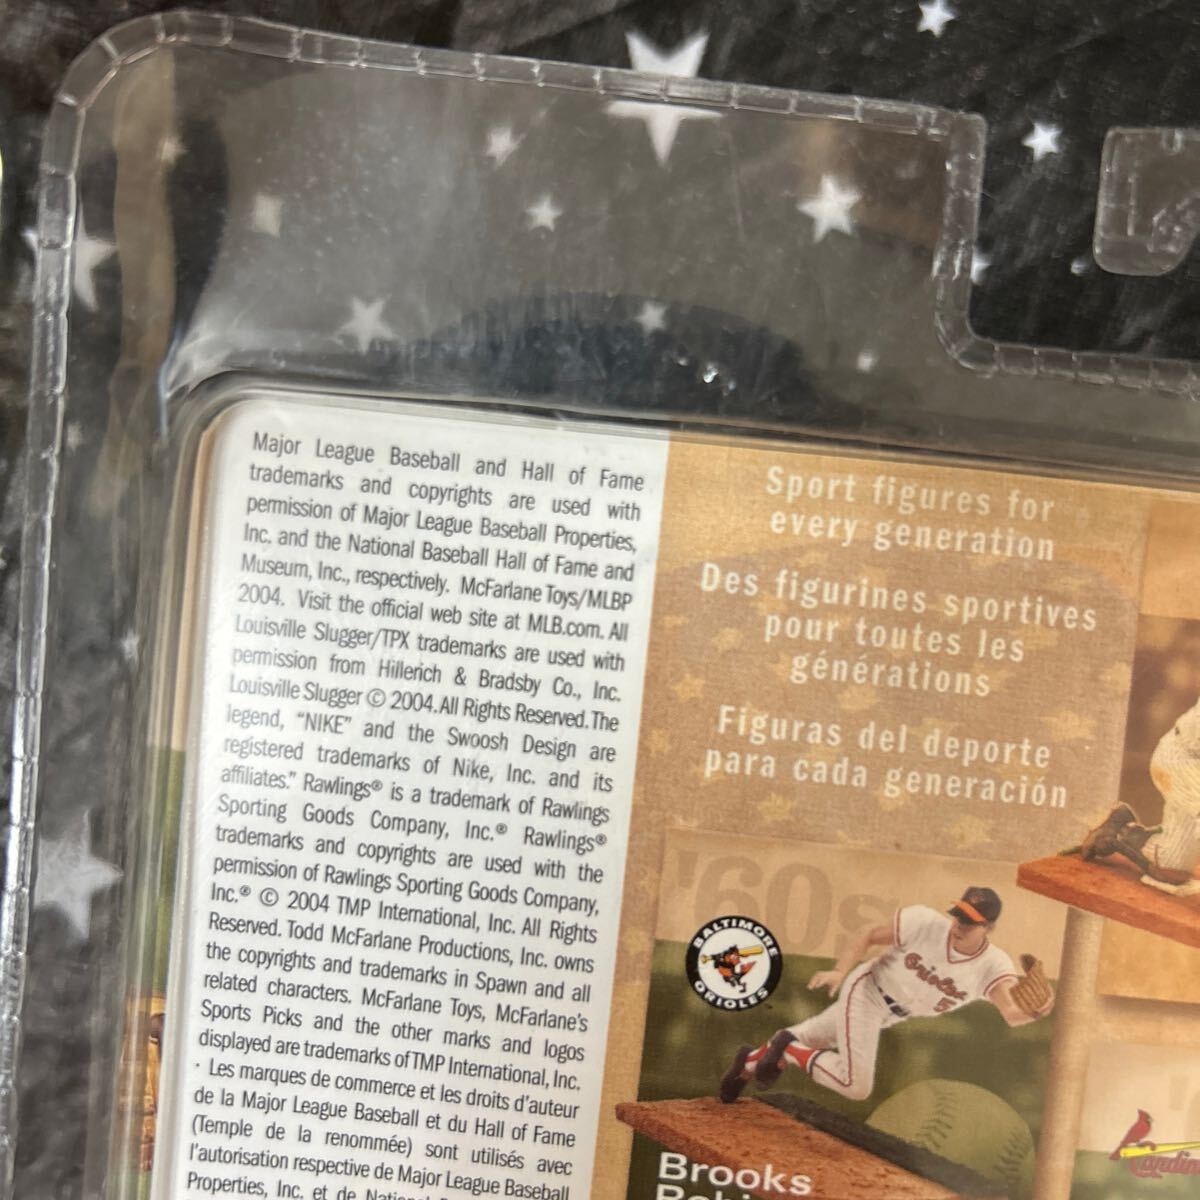 Major League Baseball and Hall of Fame
trademarks and copyrights are used with
permission of Major League Baseball Properties,
Inc. and the National Baseball Hall of Fame and
Museum, Inc., respectively. McFarlane Toys/MLBP
2004. Visit the official web site at MLB.com. All
Louisville Slugger/TPX trademarks are used with
permission from Hillerich & Bradsby Co., Inc.
Louisville Slugger © 2004. All Rights Reserved. The
legend, “NIKE” and the Swoosh Design are
registered trademarks of Nike, Inc. and its
affiliates.” Rawlings® is a trademark of Rawlings
Sporting Goods Company, Inc.® Rawlings®
trademarks and copyrights are used with the
permission of Rawlings Sporting Goods Company,
Inc.® © 2004 TMP International, Inc. All Rights
Reserved. Todd McFarlane Productions, Inc. owns
the copyrights and trademarks in Spawn and all
related characters. McFarlane Toys, McFarlane's
Sports Picks and the other marks and logos
displayed are trademarks of TMP International, Inc.
· Les marques de commerce et les droits d'auteur
de la Major League Baseball et du Hall of Fame
(Temple de la renommée) sont utilisés avec
l'autorisation respective de Major League Baseball
Properties, Inc. et de
Sport figures for
every generation
Des figurines sportives
pour toutes les
générations
Figuras del deporte
para cada generación
'60s
BALTIMORE
ORIOLES
Orioles
5
Brooks